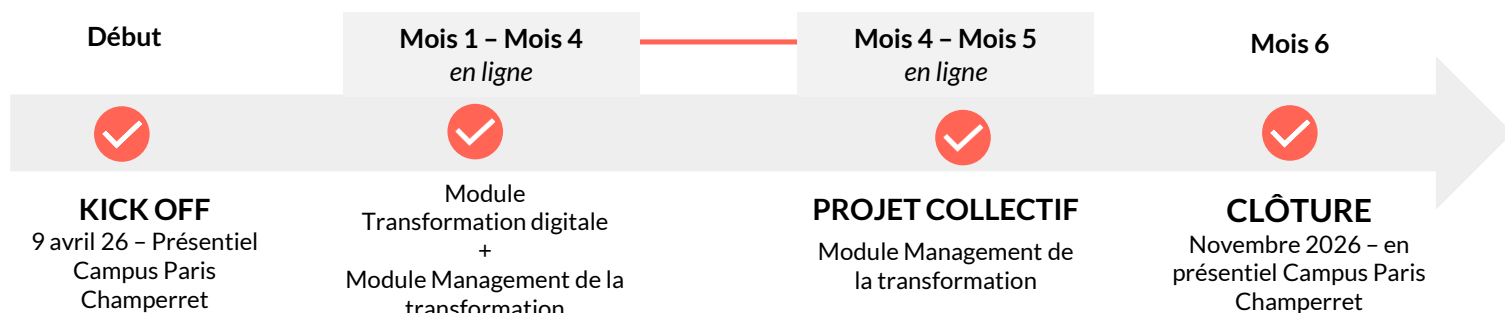 Début
Mois 1 – Mois 4
en ligne
Mois 4 – Mois 5
en ligne
Mois 6
KICK OFF
9 avril 26 – Présentiel
Campus Paris
Champerret
Module
Transformation digitale
+
Module Management de la
transformation
PROJET COLLECTIF
Module Management de
la transformation
CLÔTURE
Novembre 2026 – en
présentiel Campus Paris
Champerret